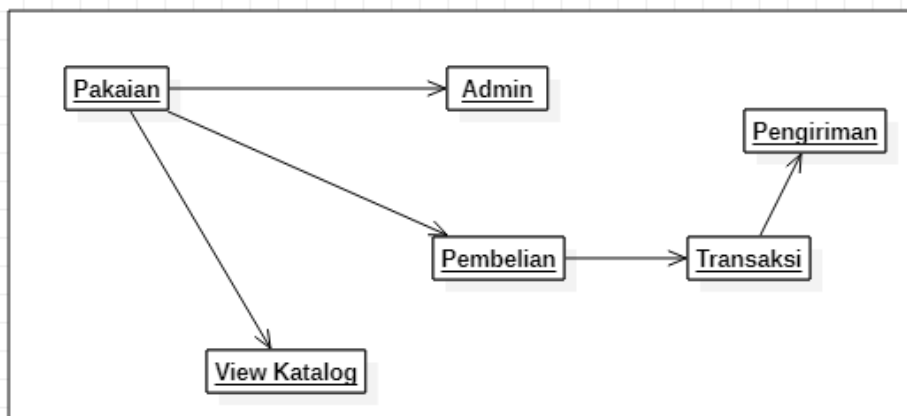 Pakaian
Admin
Pengiriman
Pembelian
Transaksi
View Katalog